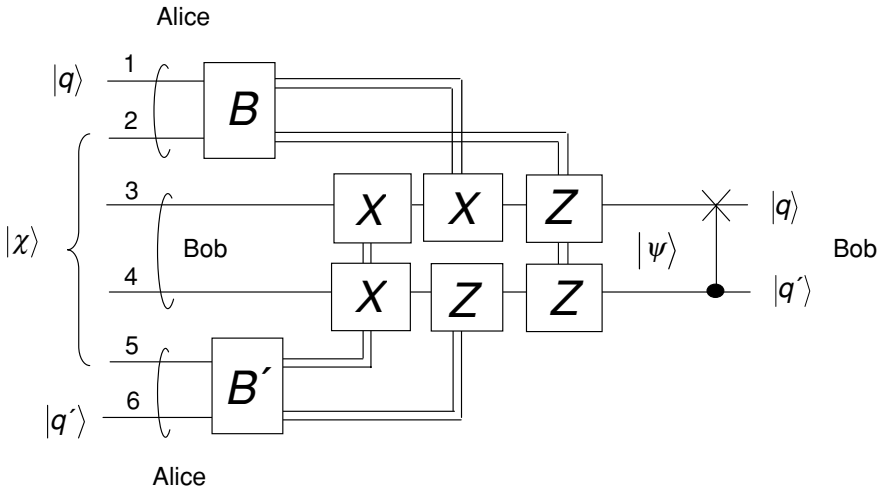 Alice
|q⟩ 1
B
2
3
X X Z |q⟩
|χ⟩ Bob |ψ⟩ Bob
4
X Z Z |q´⟩
5
B´
|q´⟩ 6
Alice